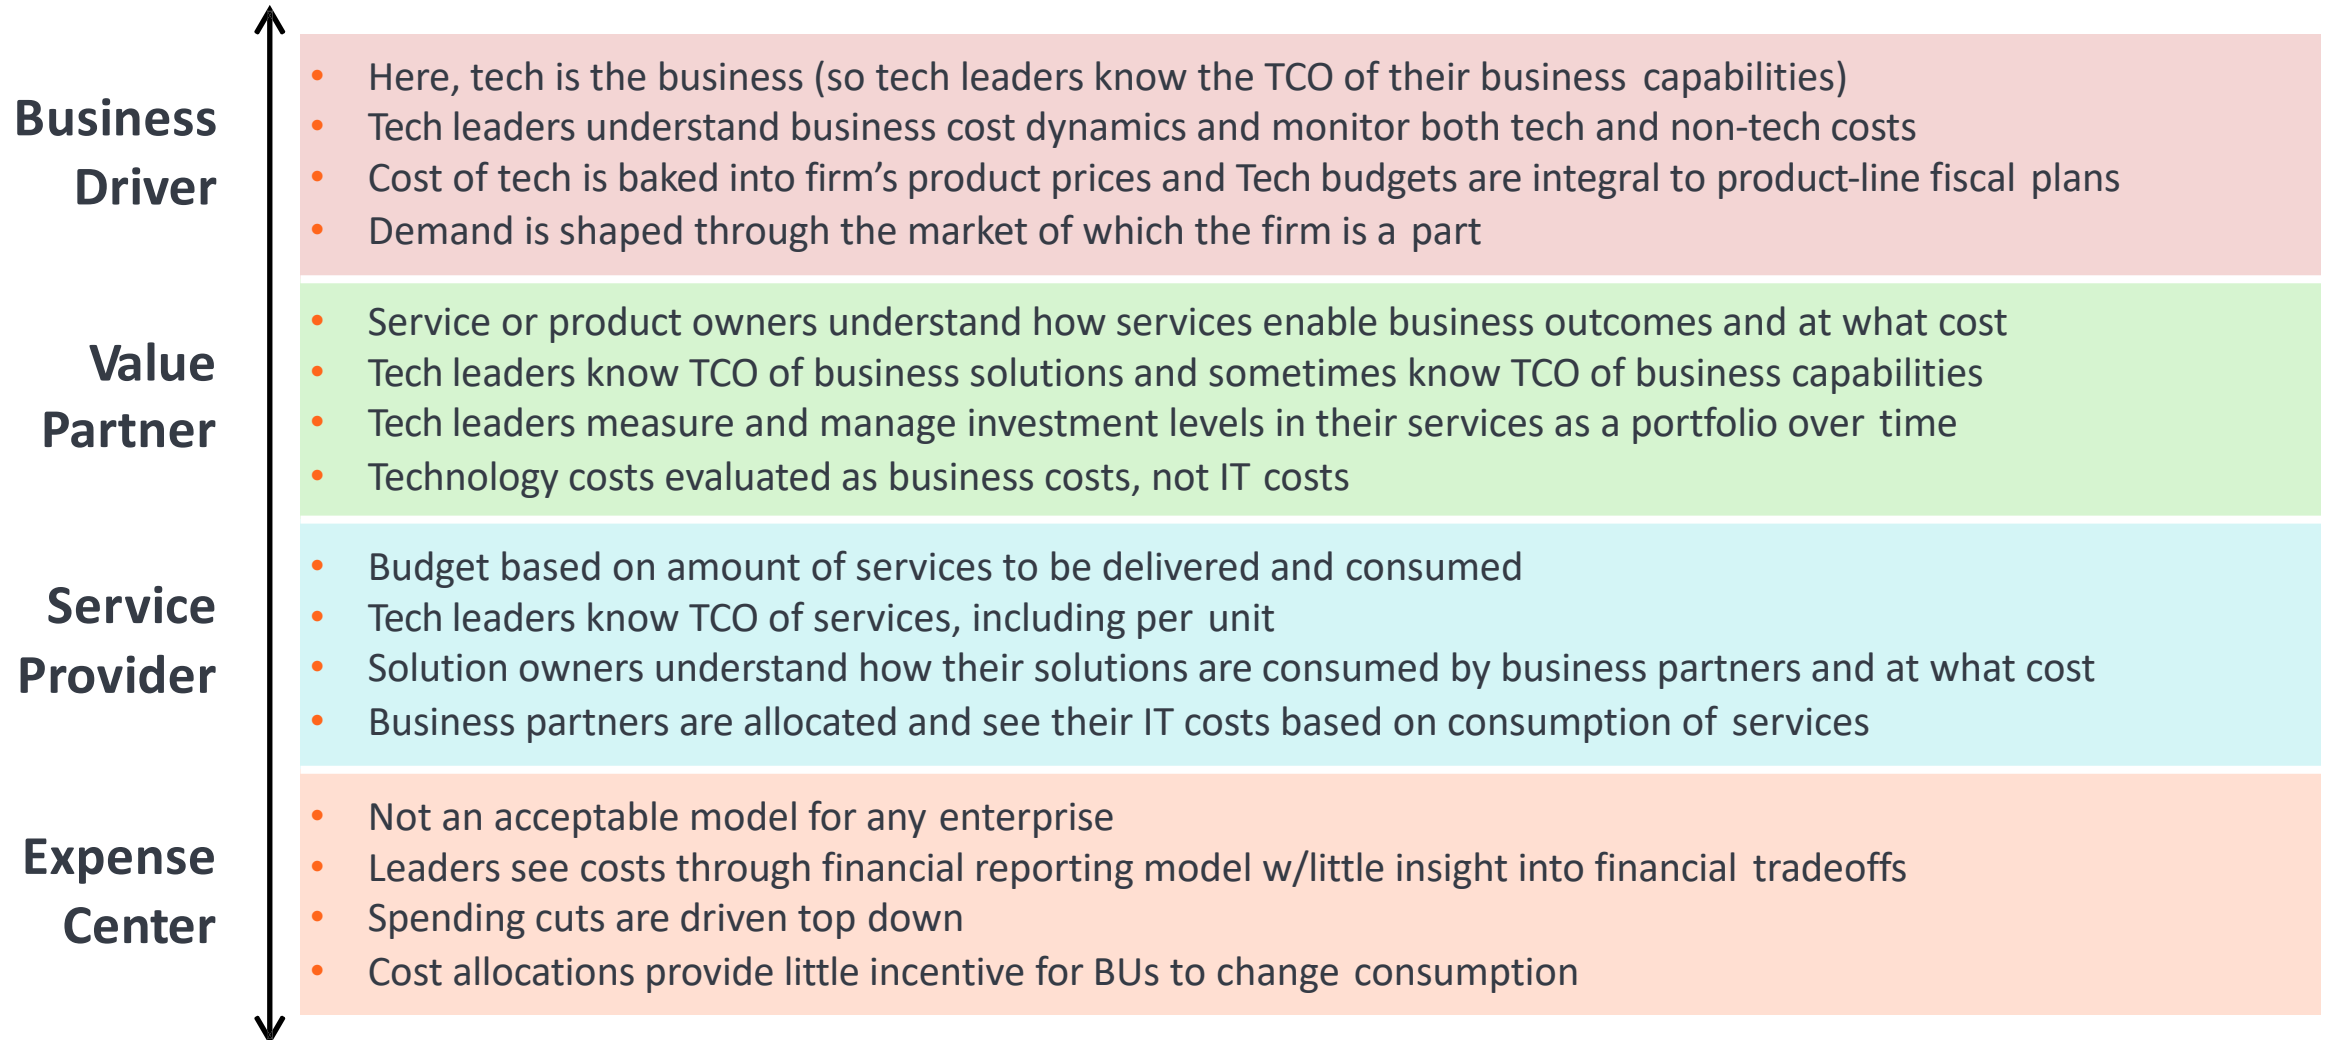 Business
Driver
• Here, tech is the business (so tech leaders know the TCO of their business capabilities)
• Tech leaders understand business cost dynamics and monitor both tech and non-tech costs
• Cost of tech is baked into firm’s product prices and Tech budgets are integral to product-line fiscal plans
• Demand is shaped through the market of which the firm is a part
Value
Partner
• Service or product owners understand how services enable business outcomes and at what cost
• Tech leaders know TCO of business solutions and sometimes know TCO of business capabilities
• Tech leaders measure and manage investment levels in their services as a portfolio over time
• Technology costs evaluated as business costs, not IT costs
Service
Provider
• Budget based on amount of services to be delivered and consumed
• Tech leaders know TCO of services, including per unit
• Solution owners understand how their solutions are consumed by business partners and at what cost
• Business partners are allocated and see their IT costs based on consumption of services
Expense
Center
• Not an acceptable model for any enterprise
• Leaders see costs through financial reporting model w/little insight into financial tradeoffs
• Spending cuts are driven top down
• Cost allocations provide little incentive for BUs to change consumption